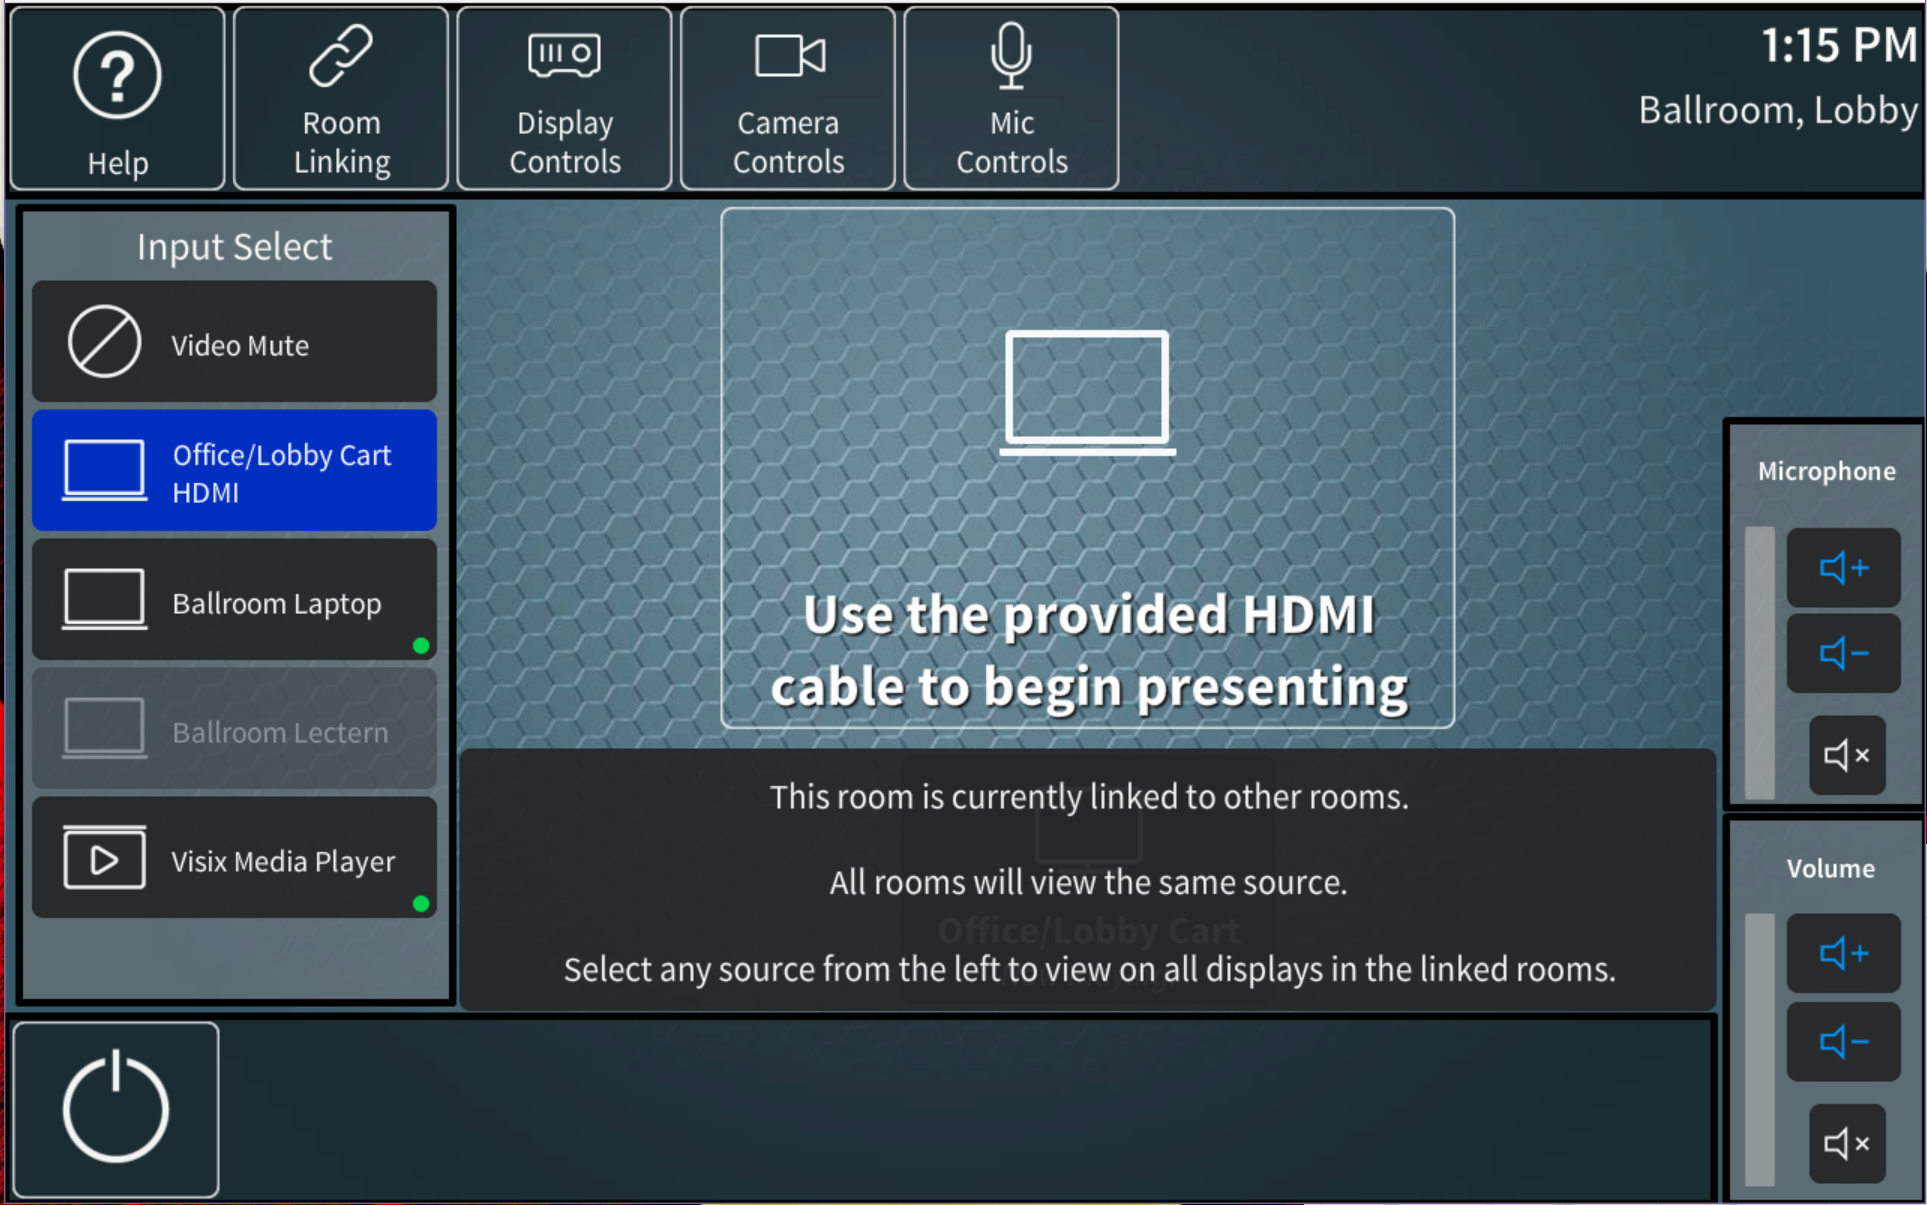 ?
Help
Room
Linking
Display
Controls
Camera
Controls
Mic
Controls
1:15 PM
Ballroom, Lobby
Input Select
Video Mute
Office/Lobby Cart
HDMI
Ballroom Laptop
Ballroom Lectern
Visix Media Player
Use the provided HDMI
cable to begin presenting
This room is currently linked to other rooms.
All rooms will view the same source.
Office/Lobby Cart
Select any source from the left to view on all displays in the linked rooms.
Microphone
Volume